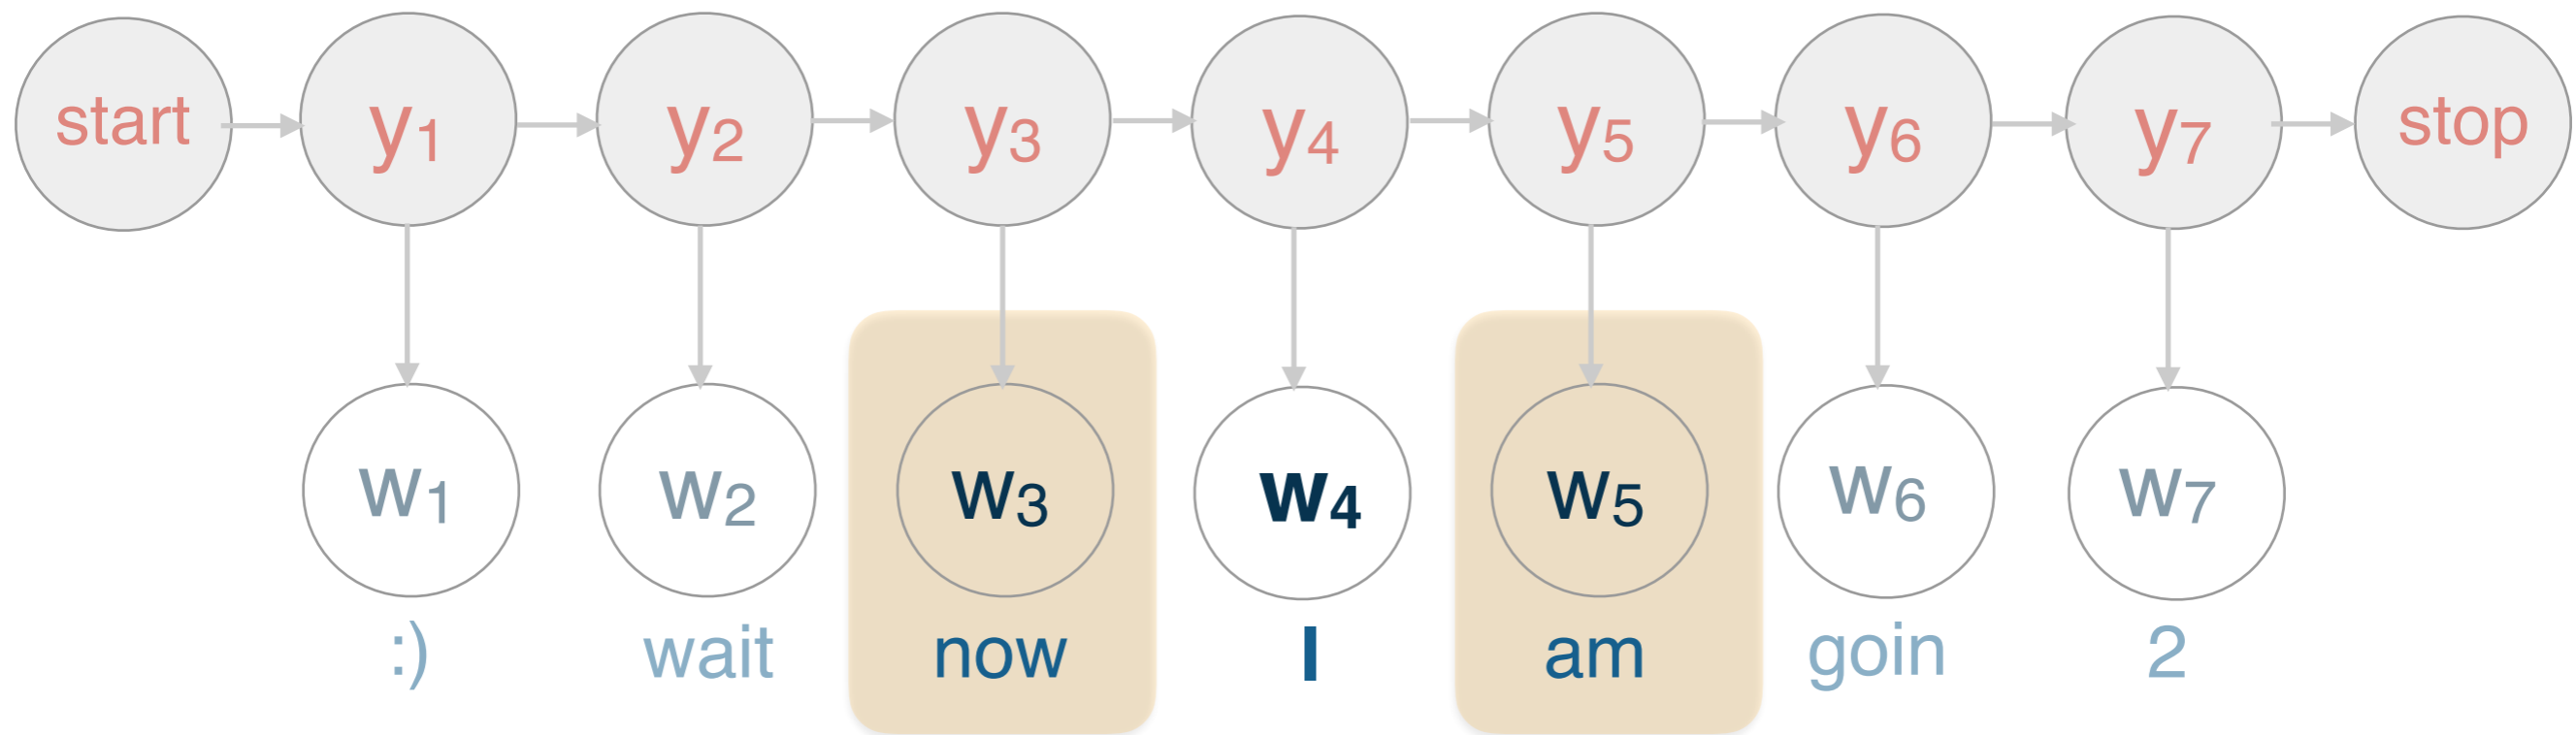 start y1 y2 y3 y4 y5 y6 y7 stop
w1 w2 w3 w4 w5 w6 w7
:) wait now I am goin 2